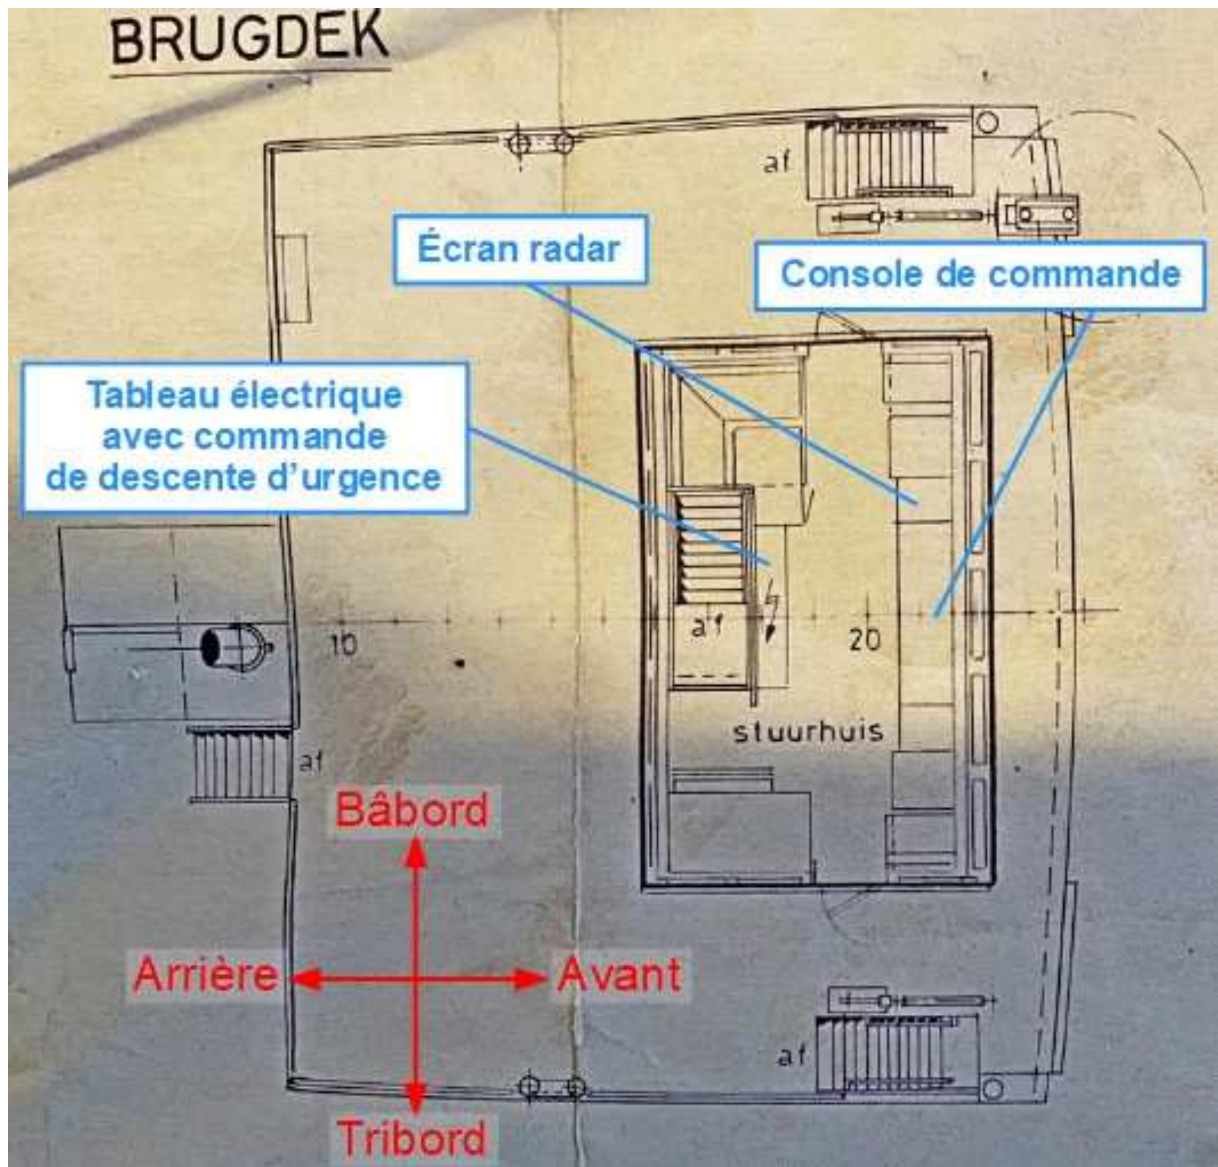 BRUGDEK
af
Écran radar
Console de commande
Tableau électrique
avec commande
de descente d'urgence
af
10
20
stuurhuis
af
Bâbord
Arrière
Avant
af
Tribord